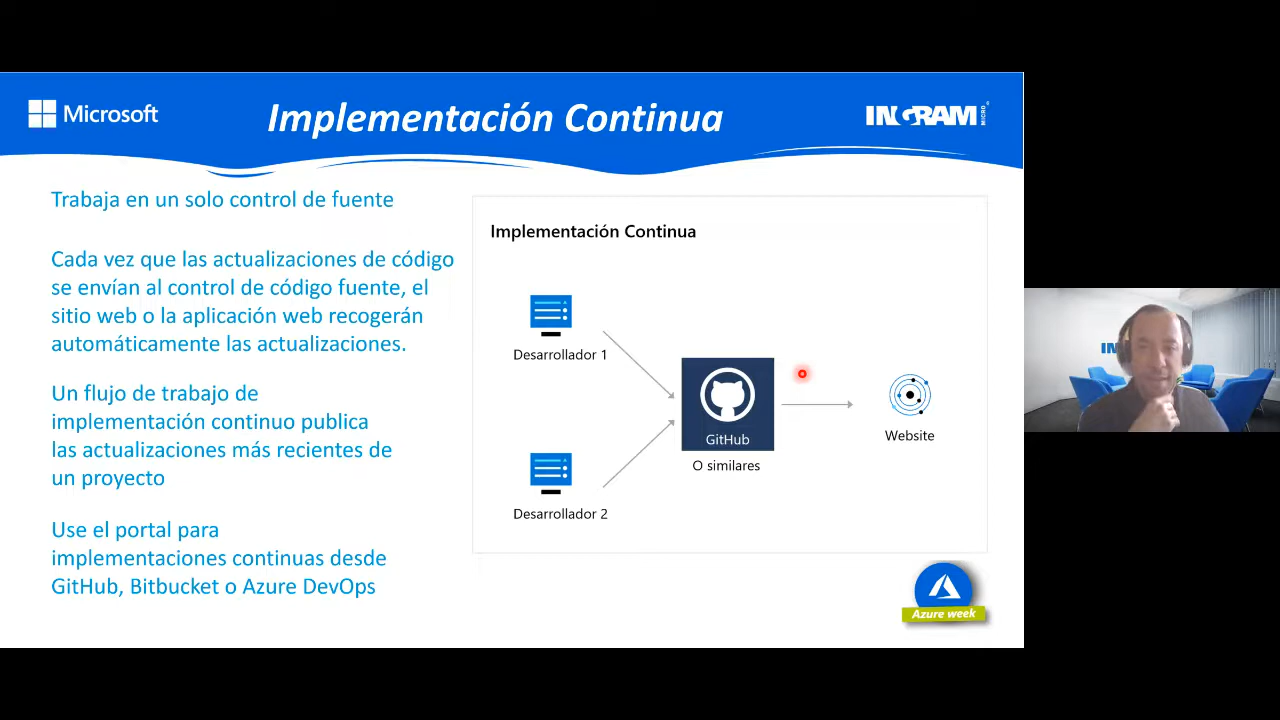 Microsoft
Implementación Continua
INGRAM
MICRO
Trabaja en un solo control de fuente
Cada vez que las actualizaciones de código
se envían al control de código fuente, el
sitio web o la aplicación web recogerán
automáticamente las actualizaciones.
Un flujo de trabajo de
implementación continuo publica
las actualizaciones más recientes de
un proyecto
Use el portal para
implementaciones continuas desde
GitHub, Bitbucket o Azure DevOps
Implementación Continua
Desarrollador 1
GitHub
O similares
Website
Desarrollador 2
Azure week